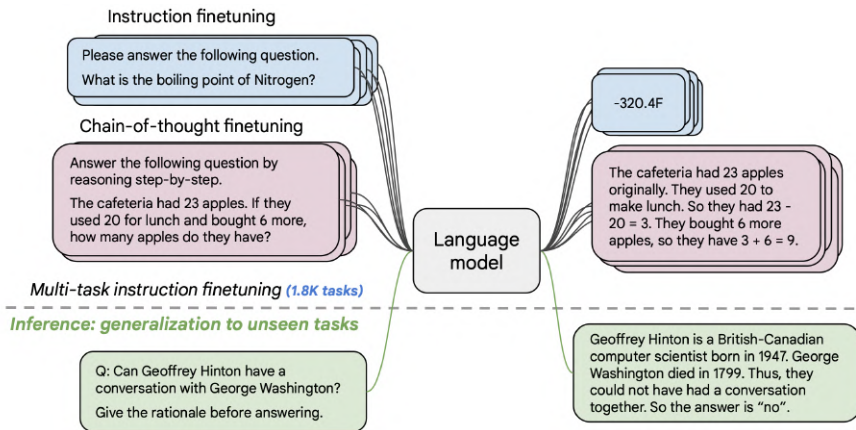 Instruction finetuning
Please answer the following question.
What is the boiling point of Nitrogen?
-320.4F
Chain-of-thought finetuning
Answer the following question by
reasoning step-by-step.
The cafeteria had 23 apples. If they
used 20 for lunch and bought 6 more,
how many apples do they have?
Language
model
The cafeteria had 23 apples
originally. They used 20 to
make lunch. So they had 23 -
20 = 3. They bought 6 more
apples, so they have 3 + 6 = 9.
Multi-task instruction finetuning (1.8K tasks)
Inference: generalization to unseen tasks
Q: Can Geoffrey Hinton have a
conversation with George Washington?
Give the rationale before answering.
Geoffrey Hinton is a British-Canadian
computer scientist born in 1947. George
Washington died in 1799. Thus, they
could not have had a conversation
together. So the answer is “no”.